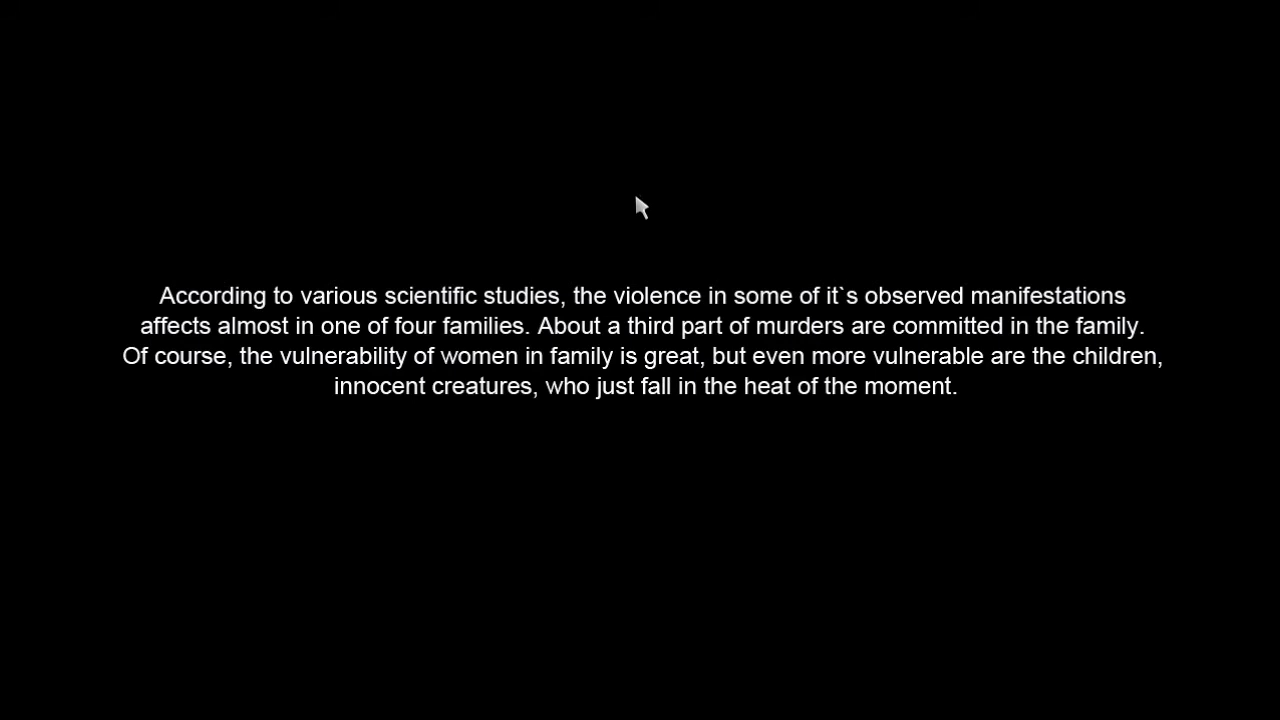 According to various scientific studies, the violence in some of it`s observed manifestations
affects almost in one of four families. About a third part of murders are committed in the family.
Of course, the vulnerability of women in family is great, but even more vulnerable are the children,
innocent creatures, who just fall in the heat of the moment.